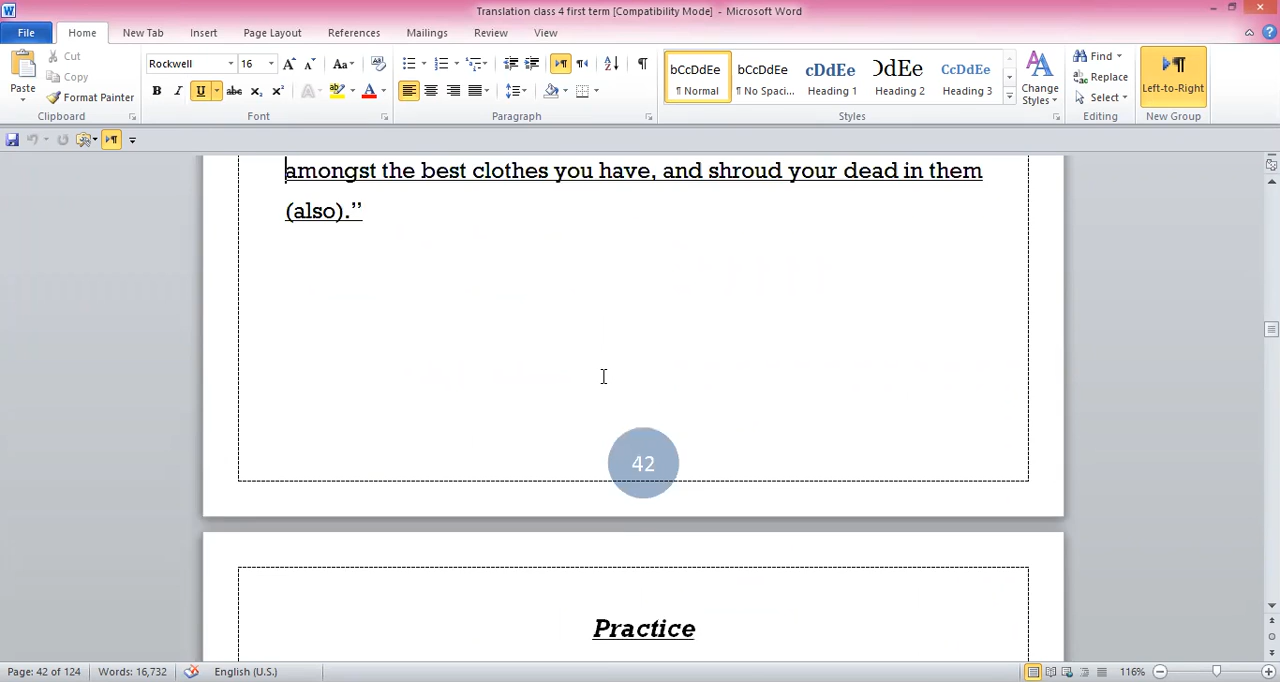 Translation class 4 first term [Compatibility Mode] - Microsoft Word
File Home New Tab Insert Page Layout References Mailings Review View
Cut
Copy
Format Painter
Paste
Clipboard
Rockwell 16
Font
Paragraph
bCcDdEe bCcDdEe cDdEe DdEe CcDdEe
¶ Normal ¶ No Spaci... Heading 1 Heading 2 Heading 3
Change Styles
Styles
Find
Replace
Select
Editing
Left-to-Right
New Group
amongst the best clothes you have, and shroud your dead in them
(also).”
42
Practice
Page: 42 of 124 Words: 16,732 English (U.S.) 116%